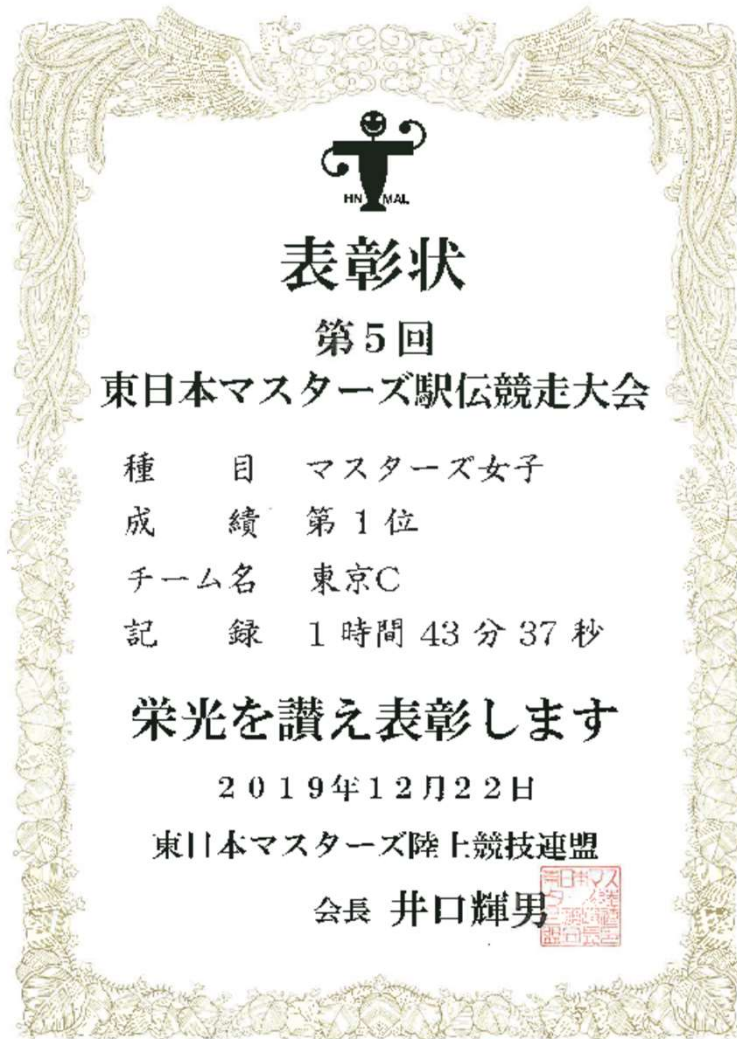 HN MAL
表彰状
第5回
東日本マスターズ駅伝競走大会
種 目 マスターズ女子
成 績 第1位
チーム名 東京C
記 録 1時間43分37秒
栄光を讃え表彰します
2019年12月22日
東日本マスターズ陸上競技連盟
会長 井口輝男